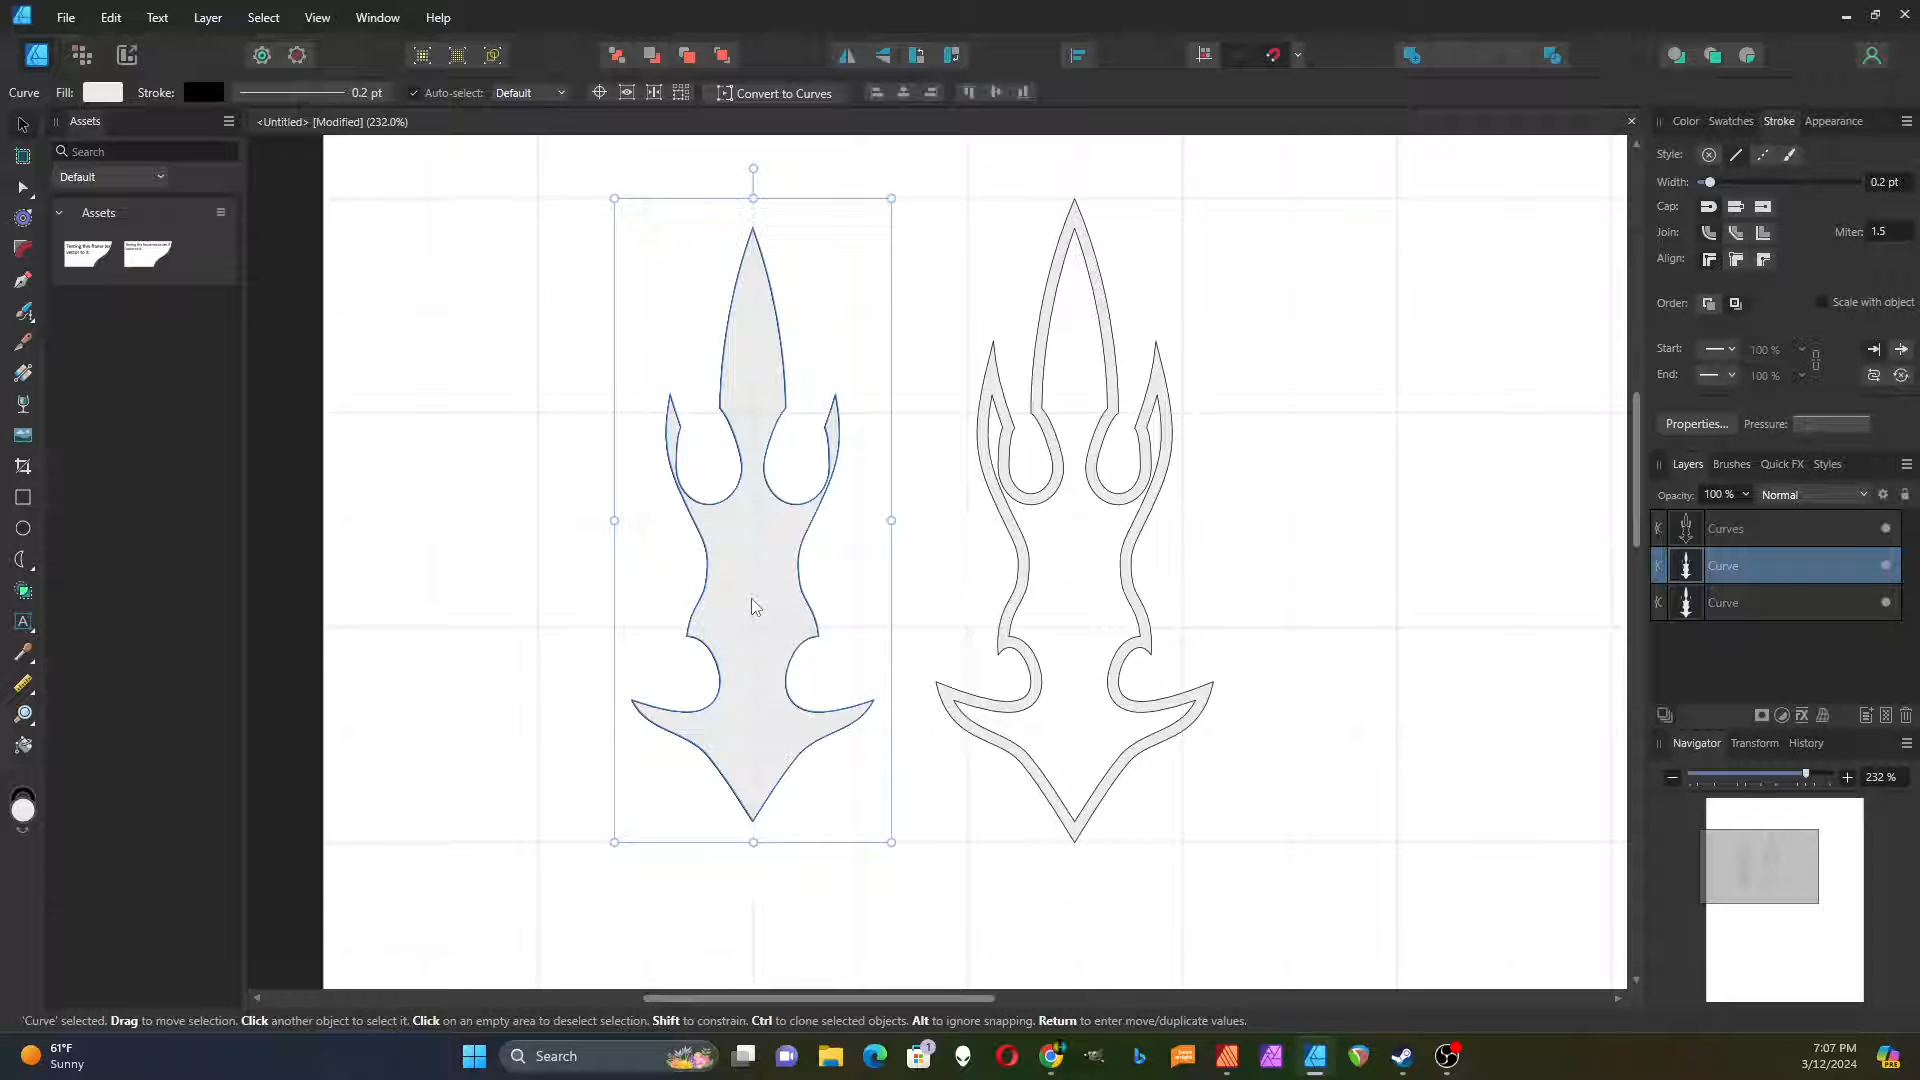 File Edit Text Layer Select View Window Help
Curve Fill: Stroke: 0.2 pt Auto-select: Default Convert to Curves
Assets
<Untitled> [Modified] (232.0%)
Color Swatches Stroke Appearance
Search
Default
Style:
Width: 0.2 pt
Cap:
Join: Miter: 1.5
Align:
Assets
Order: Scale with object
Start: 100 %
End: 100 %
Properties... Pressure:
Layers Brushes Quick FX Styles
Opacity: 100 % Normal
Curves
Curve
Curve
Navigator Transform History
232 %
'Curve' selected. Drag to move selection. Click another object to select it. Click on an empty area to deselect selection. Shift to constrain. Ctrl to clone selected objects. Alt to ignore snapping. Return to enter move/duplicate values.
61°F
Sunny
Search
1
7:07 PM
3/12/2024